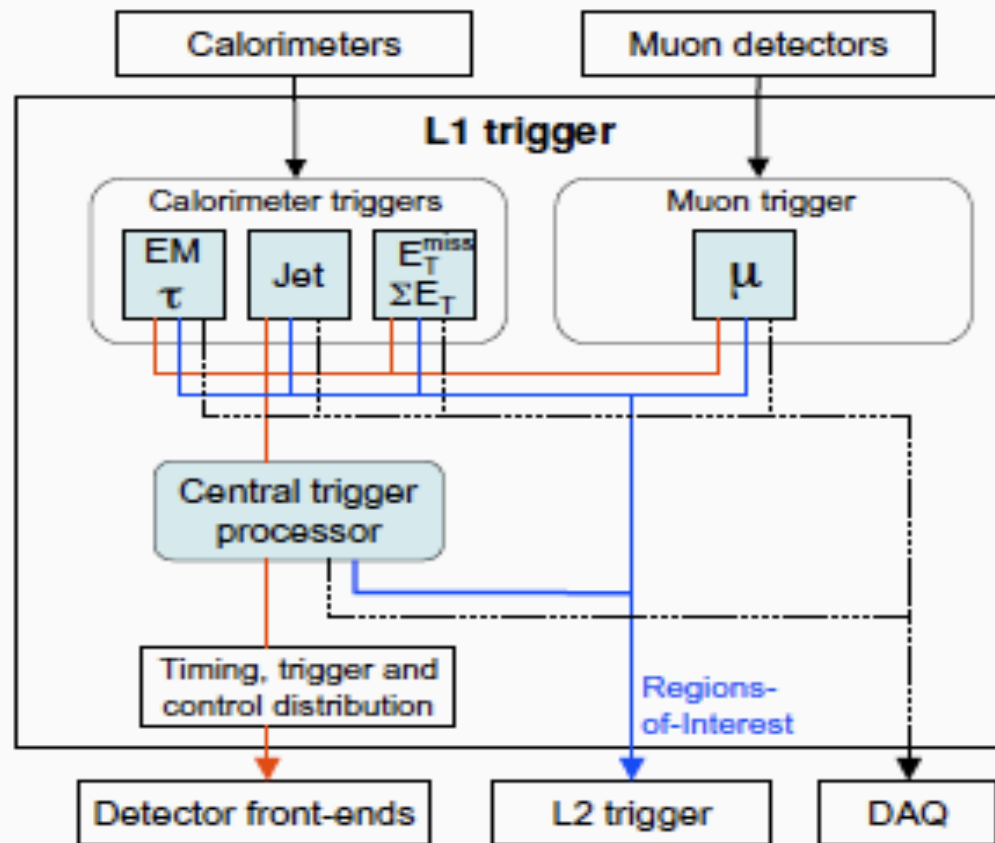 Calorimeters
Muon detectors
L1 trigger
Calorimeter triggers
Muon trigger
EM
τ
Jet
E_T^miss
ΣE_T
μ
Central trigger
processor
Timing, trigger and
control distribution
Regions-
of-Interest
Detector front-ends
L2 trigger
DAQ